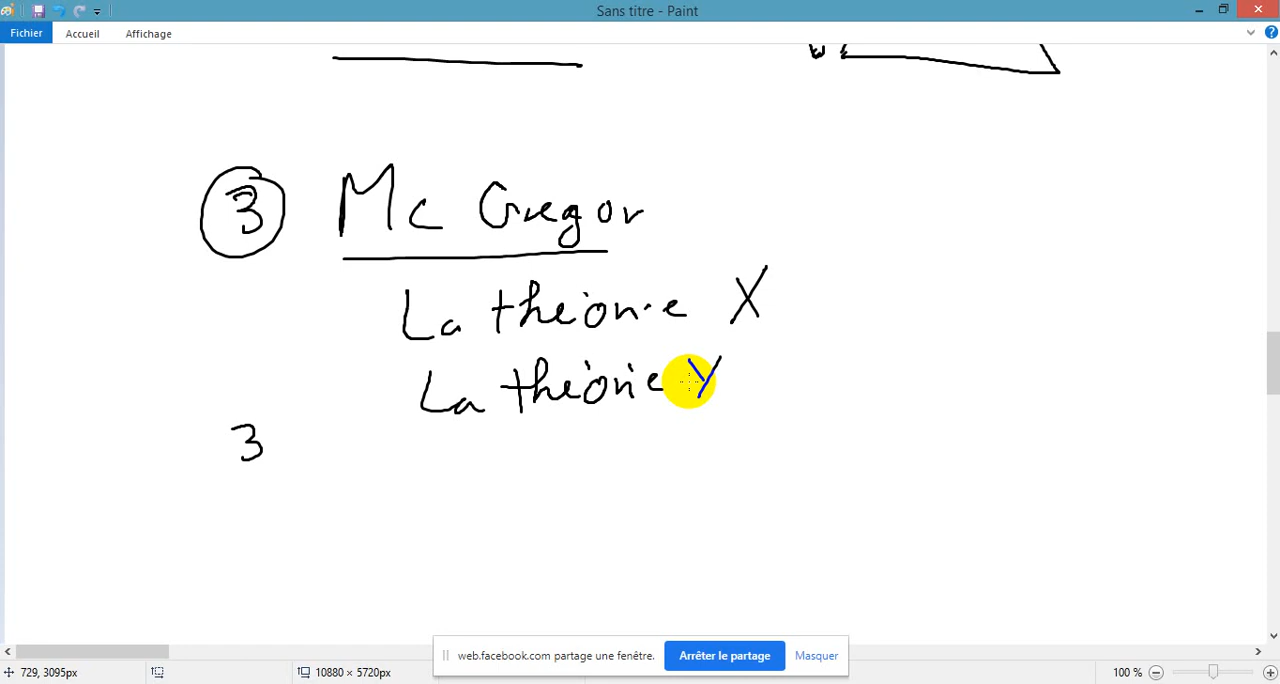 Sans titre - Paint
Fichier Accueil Affichage
3 Mc Gregor
La théorie X
La théorie Y
3
web.facebook.com partage une fenêtre. Arrêter le partage Masquer
729, 3095px 10880 × 5720px 100 %